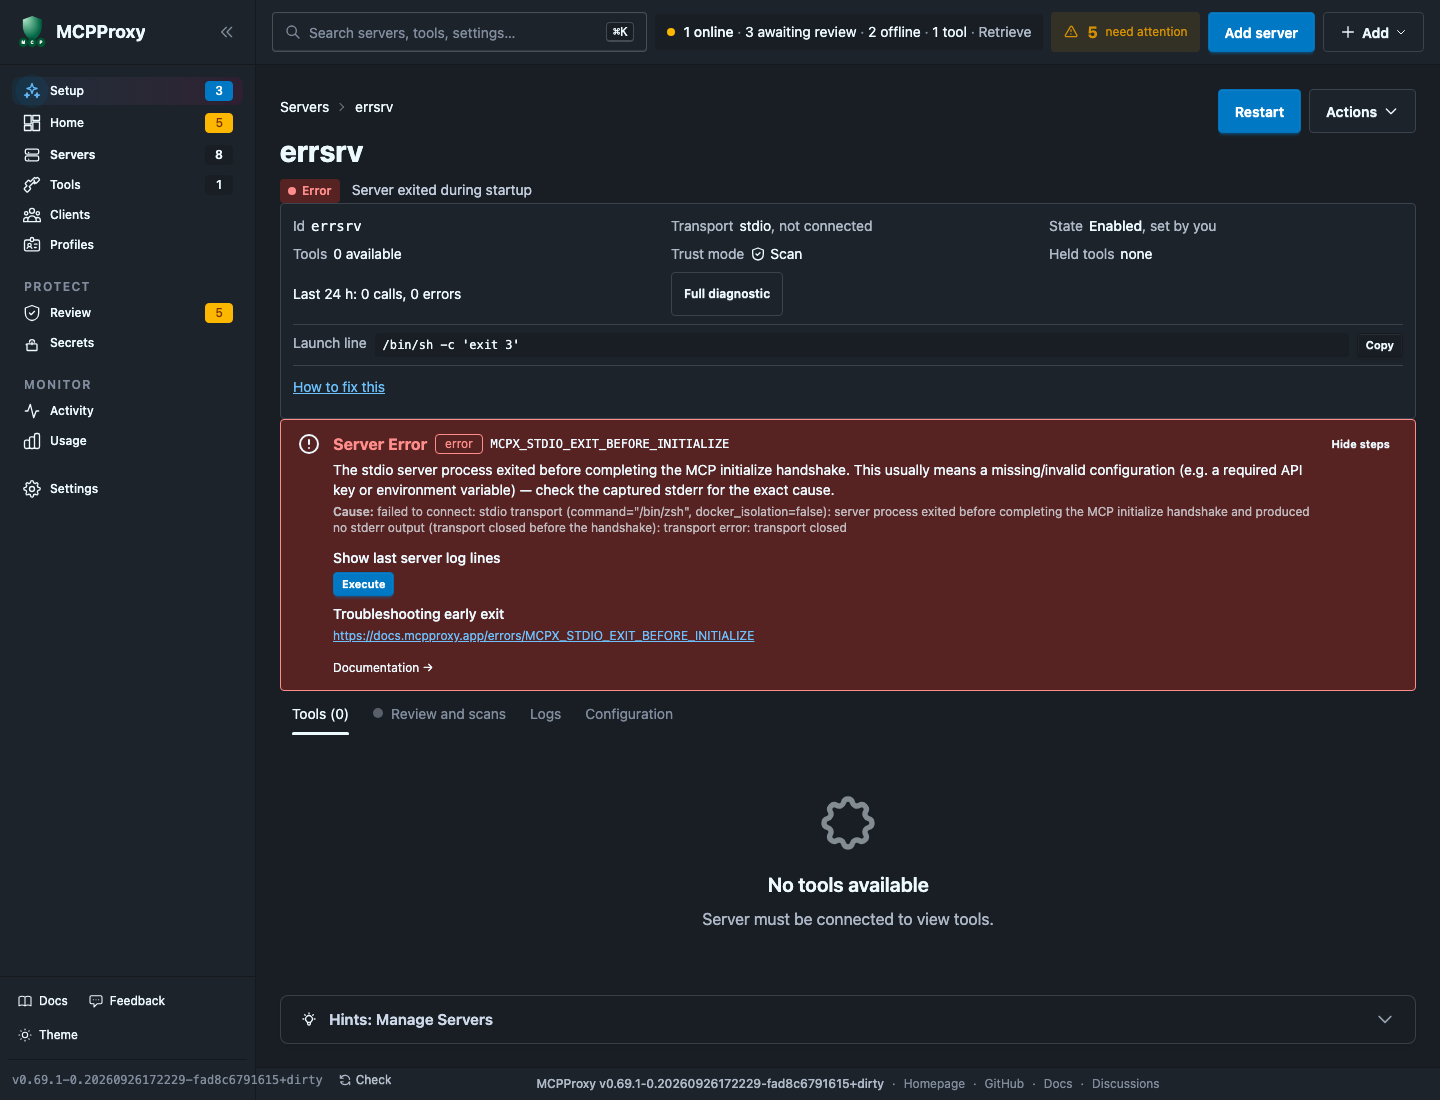 MCP
MCPProxy
Search servers, tools, settings...
⌘K
1 online · 3 awaiting review · 2 offline · 1 tool · Retrieve
5 need attention
Add server
Add
Setup 3
Home 5
Servers 8
Tools 1
Clients
Profiles
PROTECT
Review 5
Secrets
MONITOR
Activity
Usage
Settings
Docs
Feedback
Theme
v0.69.1-0.20260926172229-fad8c6791615+dirty
Check
Servers > errsrv
Restart
Actions
errsrv
Error
Server exited during startup
Id errsrv
Transport stdio, not connected
State Enabled, set by you
Tools 0 available
Trust mode Scan
Held tools none
Last 24 h: 0 calls, 0 errors
Full diagnostic
Launch line /bin/sh -c 'exit 3'
Copy
How to fix this
Server Error error MCPX_STDIO_EXIT_BEFORE_INITIALIZE
Hide steps
The stdio server process exited before completing the MCP initialize handshake. This usually means a missing/invalid configuration (e.g. a required API
key or environment variable) — check the captured stderr for the exact cause.
Cause: failed to connect: stdio transport (command="/bin/zsh", docker_isolation=false): server process exited before completing the MCP initialize handshake and produced
no stderr output (transport closed before the handshake): transport error: transport closed
Show last server log lines
Execute
Troubleshooting early exit
https://docs.mcpproxy.app/errors/MCPX_STDIO_EXIT_BEFORE_INITIALIZE
Documentation →
Tools (0)
Review and scans
Logs
Configuration
No tools available
Server must be connected to view tools.
Hints: Manage Servers
MCPProxy v0.69.1-0.20260926172229-fad8c6791615+dirty · Homepage · GitHub · Docs · Discussions